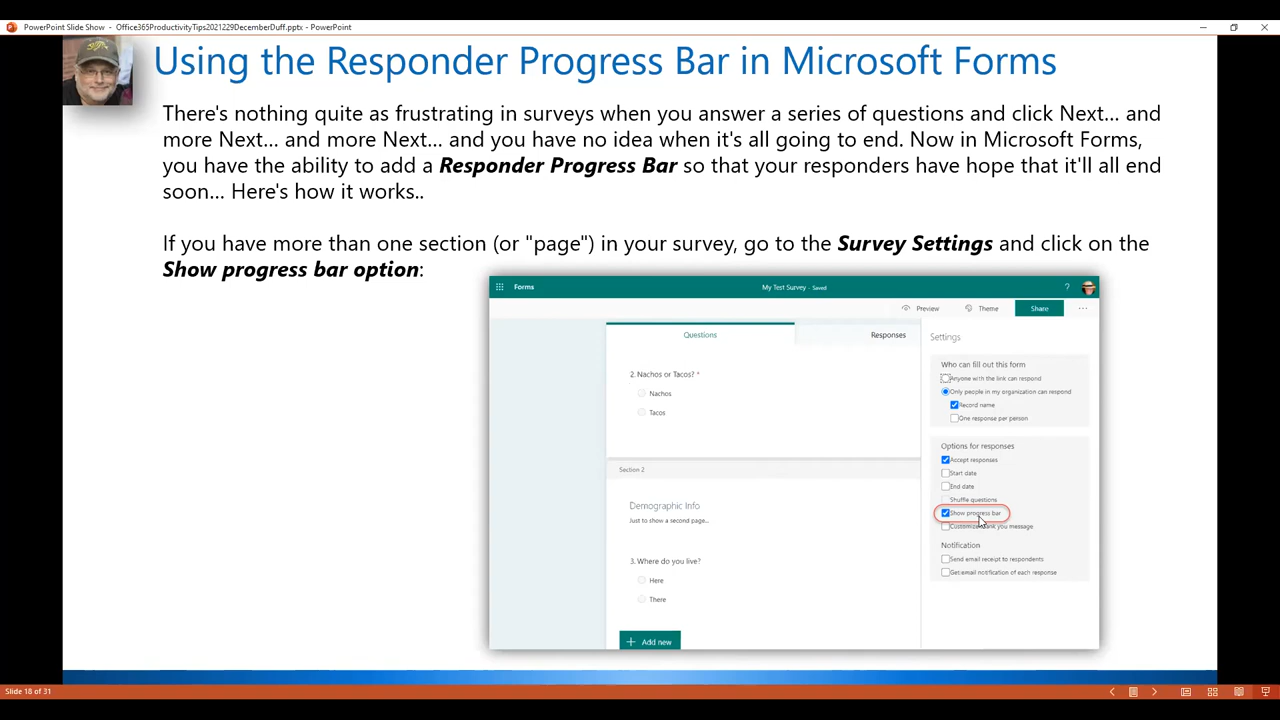 PowerPoint Slide Show - Office365ProductivityTips2021229DecemberDuff.pptx - PowerPoint
Using the Responder Progress Bar in Microsoft Forms
There's nothing quite as frustrating in surveys when you answer a series of questions and click Next... and
more Next... and more Next... and you have no idea when it's all going to end. Now in Microsoft Forms,
you have the ability to add a Responder Progress Bar so that your responders have hope that it'll all end
soon... Here's how it works..
If you have more than one section (or "page") in your survey, go to the Survey Settings and click on the
Show progress bar option:
Forms
My Test Survey - Saved
?
Preview
Theme
Share
...
Questions
Responses
2. Nachos or Tacos? *
Nachos
Tacos
Section 2
Demographic Info
Just to show a second page...
3. Where do you live?
Here
There
+ Add new
Settings
Who can fill out this form
Anyone with the link can respond
Only people in my organization can respond
Record name
One response per person
Options for responses
Accept responses
Start date
End date
Shuffle questions
Show progress bar
Customize thank you message
Notification
Send email receipt to respondents
Get email notification of each response
Slide 18 of 31